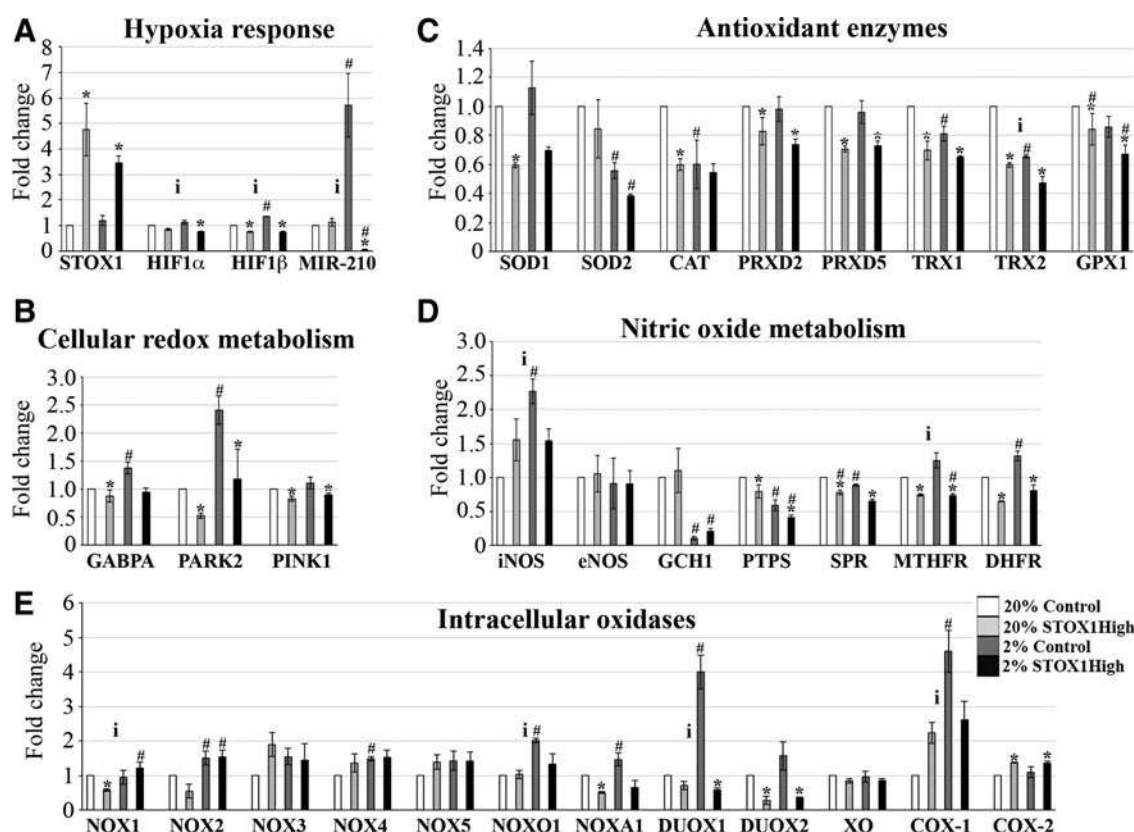 A
Hypoxia response
Fold change
8
7
6
5
4
3
2
1
0
* * i * i * # * i # # *
STOX1 HIF1α HIF1β MIR-210
B
Cellular redox metabolism
Fold change
3.0
2.5
2.0
1.5
1.0
0.5
0
* # * # * * *
GABPA PARK2 PINK1
C
Antioxidant enzymes
Fold change
1.4
1.2
1.0
0.8
0.6
0.4
0.2
0
* # # * # * * * * * # * i * # * # * # *
SOD1 SOD2 CAT PRXD2 PRXD5 TRX1 TRX2 GPX1
D
Nitric oxide metabolism
Fold change
3.0
2.5
2.0
1.5
1.0
0.5
0
i # # # * # # * # * # * i * # * * # *
iNOS eNOS GCH1 PTPS SPR MTHFR DHFR
E
Intracellular oxidases
Fold change
6
5
4
3
2
1
0
i * # # # # i # * # i # * * * i # * *
NOX1 NOX2 NOX3 NOX4 NOX5 NOXO1 NOXA1 DUOX1 DUOX2 XO COX-1 COX-2
20% Control
20% STOX1High
2% Control
2% STOX1High